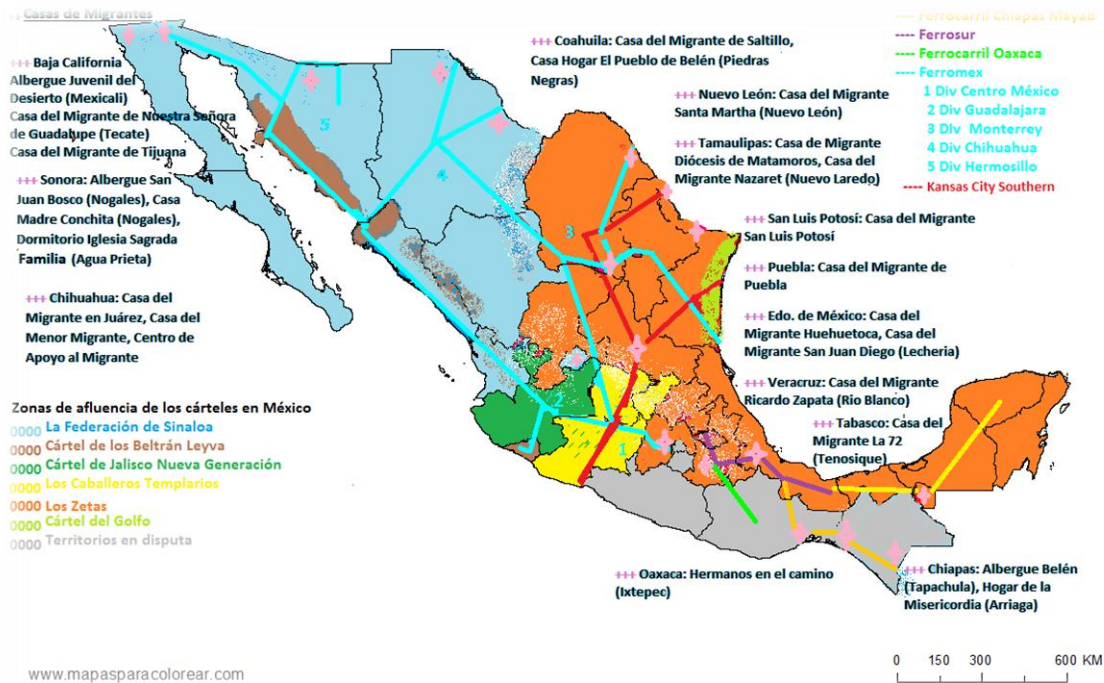 +++ Casas de Migrantes
+++ Baja California
Albergue Juvenil del
Desierto (Mexicali)
Casa del Migrante de Nuestra Señora
de Guadalupe (Tecate)
Casa del Migrante de Tijuana
+++ Sonora: Albergue San
Juan Bosco (Nogales), Casa
Madre Conchita (Nogales),
Dormitorio Iglesia Sagrada
Familia (Agua Prieta)
+++ Chihuahua: Casa del
Migrante en Juárez, Casa del
Menor Migrante, Centro de
Apoyo al Migrante
Zonas de afluencia de los cárteles en México
0000 La Federación de Sinaloa
0000 Cártel de los Beltrán Leyva
0000 Cártel de Jalisco Nueva Generación
0000 Los Caballeros Templarios
0000 Los Zetas
0000 Cártel del Golfo
0000 Territorios en disputa
+++ Coahuila: Casa del Migrante de Saltillo,
Casa Hogar El Pueblo de Belén (Piedras
Negras)
+++ Nuevo León: Casa del Migrante
Santa Martha (Nuevo León)
+++ Tamaulipas: Casa de Migrante
Diócesis de Matamoros, Casa del
Migrante Nazaret (Nuevo Laredo)
+++ San Luis Potosí: Casa del Migrante
San Luis Potosí
+++ Puebla: Casa del Migrante de
Puebla
+++ Edo. de México: Casa del
Migrante Huehuetoca, Casa del
Migrante San Juan Diego (Lecheria)
+++ Veracruz: Casa del Migrante
Ricardo Zapata (Rio Blanco)
+++ Tabasco: Casa del
Migrante La 72
(Tenosique)
+++ Oaxaca: Hermanos en el camino
(Ixtepec)
+++ Chiapas: Albergue Belén
(Tapachula), Hogar de la
Misericordia (Arriaga)
---- Ferrocarril Chiapas Mayab
---- Ferrosur
---- Ferrocarril Oaxaca
---- Ferromex
1 Div Centro México
2 Div Guadalajara
3 DIv Monterrey
4 Div Chihuahua
5 Div Hermosillo
---- Kansas City Southern
5
4
3
2
1
www.mapasparacolorear.com
0 150 300 600 KM